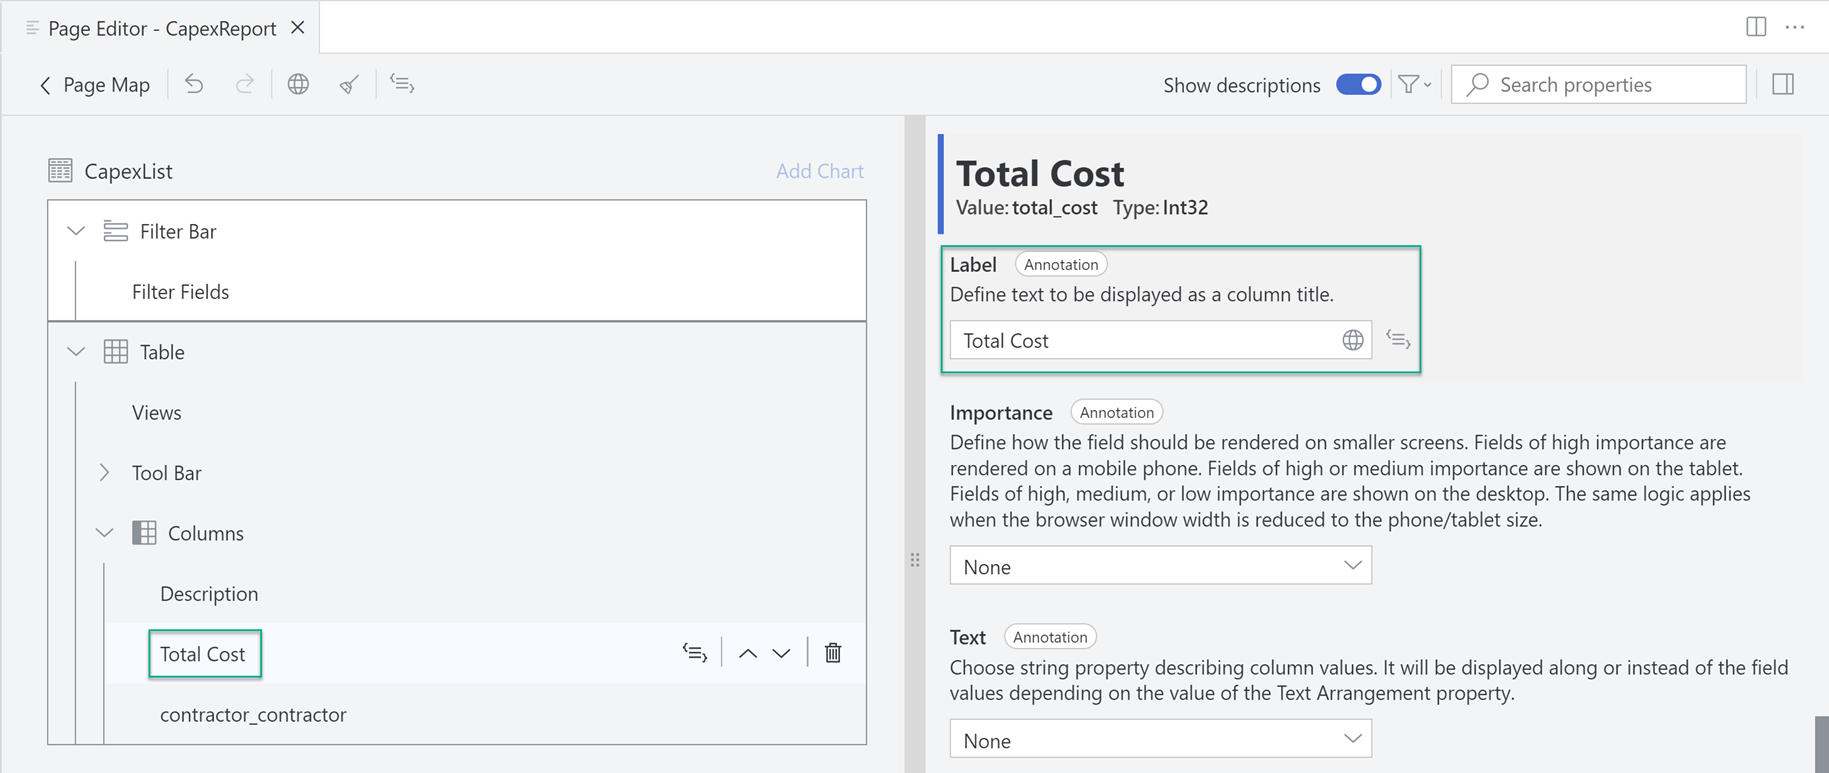 Page Editor - CapexReport
Page Map
Show descriptions
Search properties
CapexList
Add Chart
Filter Bar
Filter Fields
Table
Views
Tool Bar
Columns
Description
Total Cost
contractor_contractor
Total Cost
Value: total_cost Type: Int32
Label Annotation
Define text to be displayed as a column title.
Total Cost
Importance Annotation
Define how the field should be rendered on smaller screens. Fields of high importance are
rendered on a mobile phone. Fields of high or medium importance are shown on the tablet.
Fields of high, medium, or low importance are shown on the desktop. The same logic applies
when the browser window width is reduced to the phone/tablet size.
None
Text Annotation
Choose string property describing column values. It will be displayed along or instead of the field
values depending on the value of the Text Arrangement property.
None